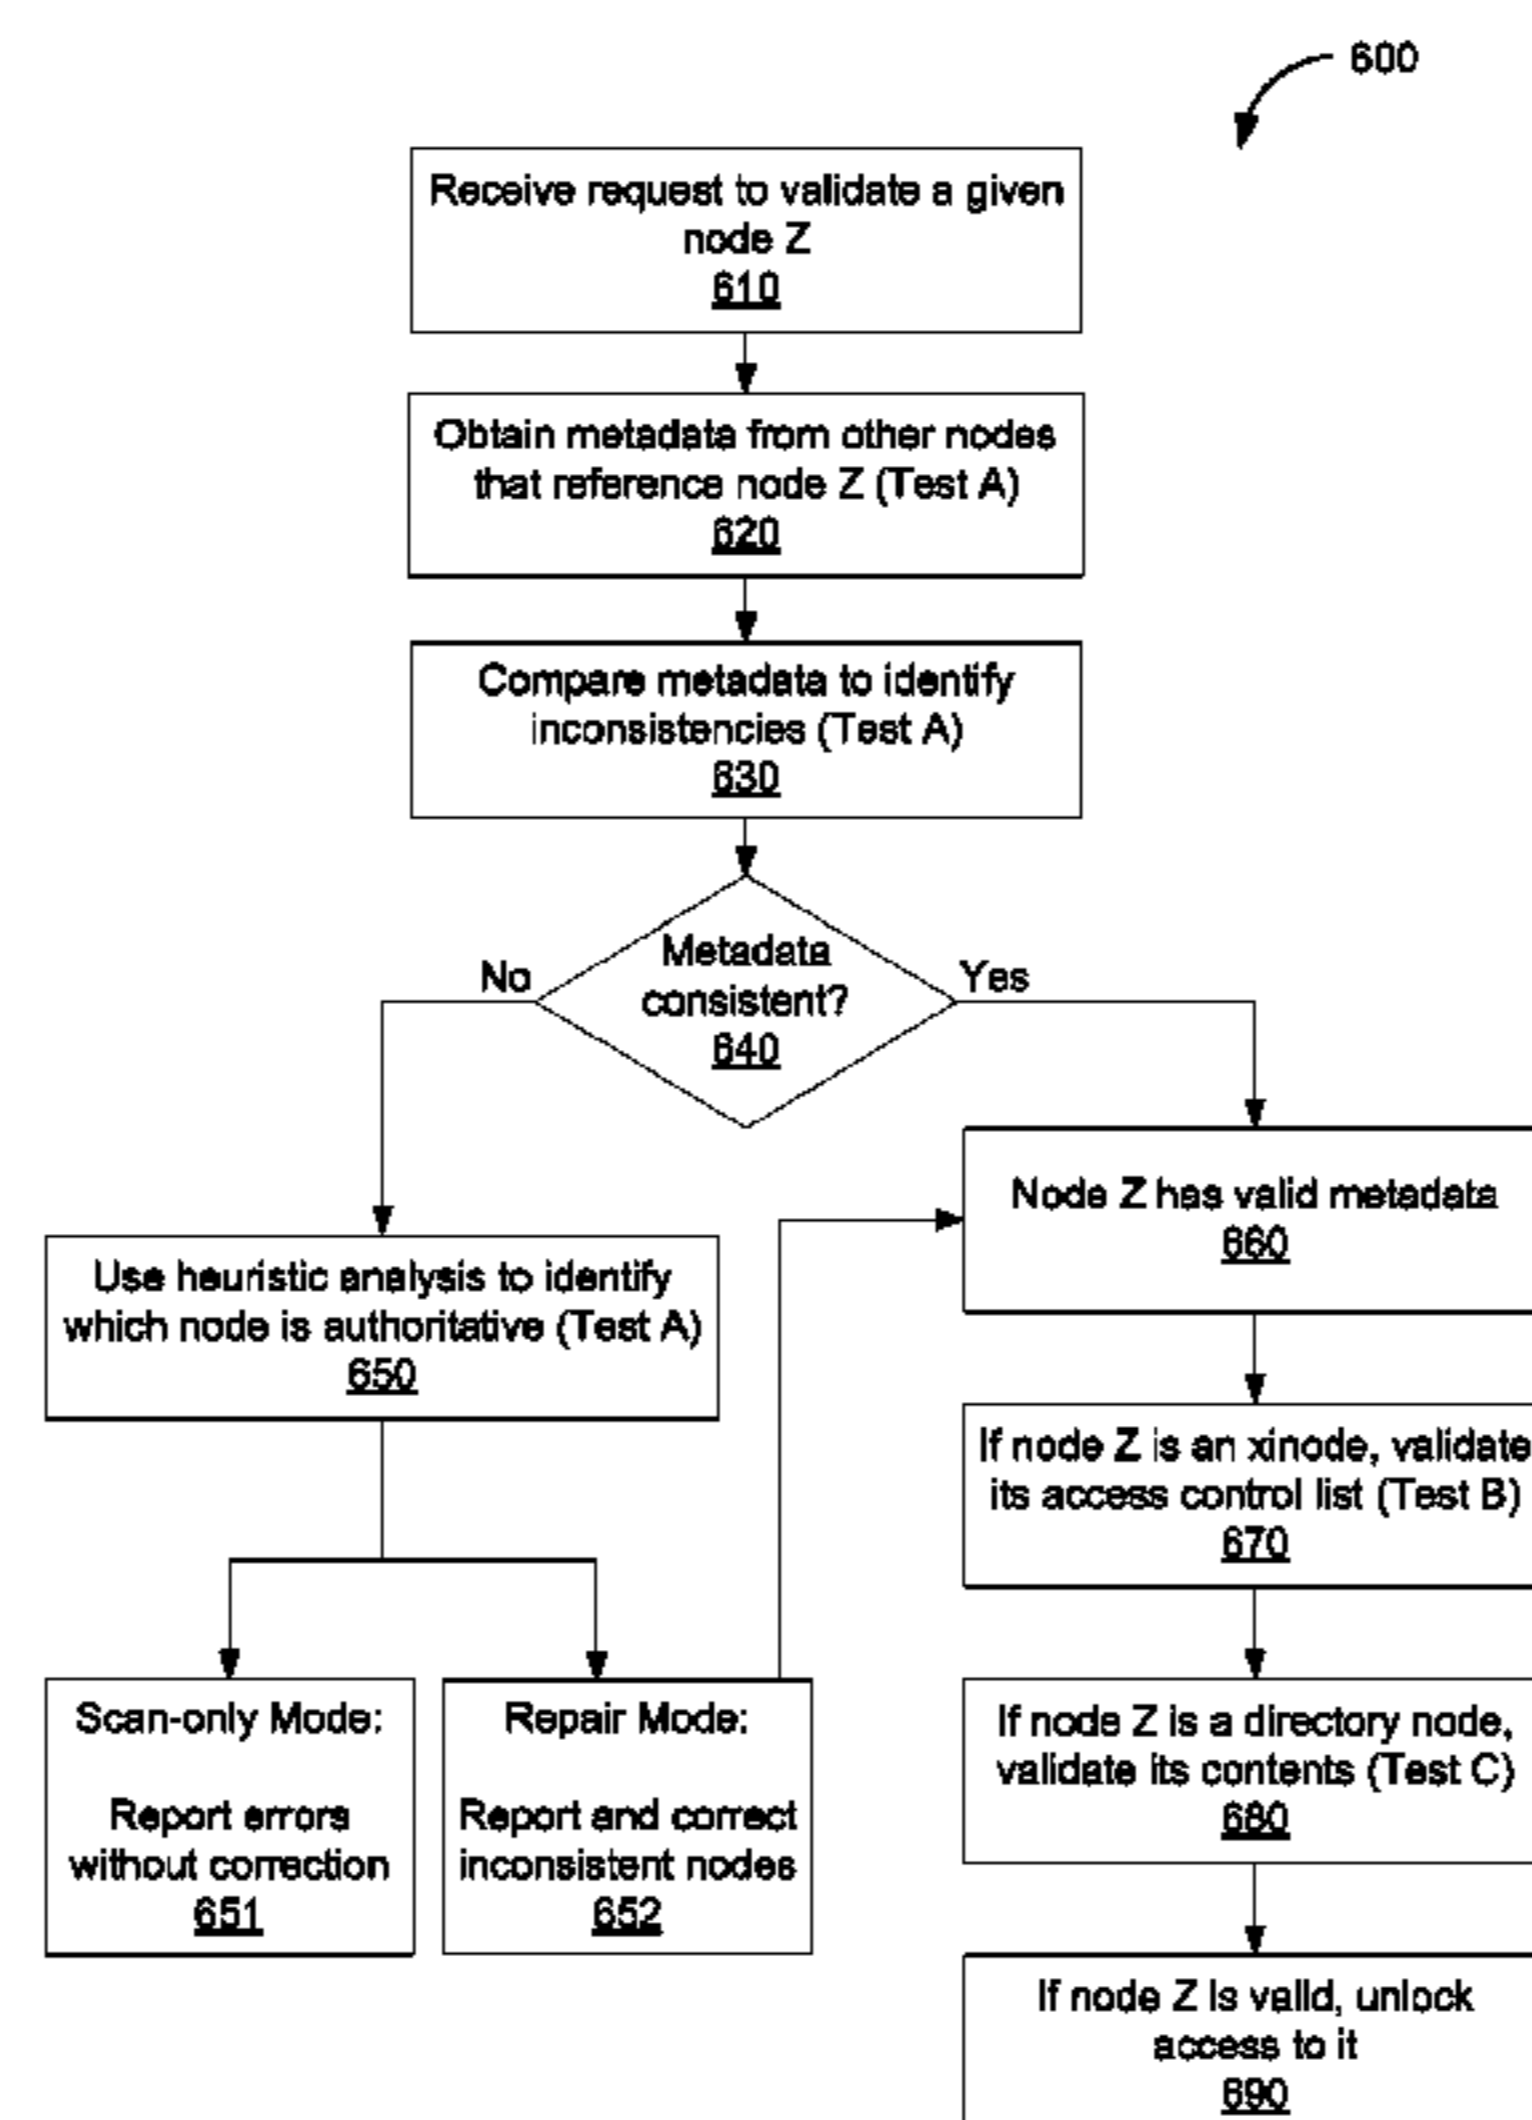 600
Receive request to validate a given
node Z
610
Obtain metadata from other nodes
that reference node Z (Test A)
620
Compare metadata to identify
inconsistencies (Test A)
630
Metadata
consistent?
640
No
Yes
Node Z has valid metadata
660
Use heuristic analysis to identify
which node is authoritative (Test A)
650
If node Z is an xinode, validate
its access control list (Test B)
670
Scan-only Mode:
Report errors
without correction
651
Repair Mode:
Report and correct
inconsistent nodes
652
If node Z is a directory node,
validate its contents (Test C)
680
If node Z is valid, unlock
access to it
690